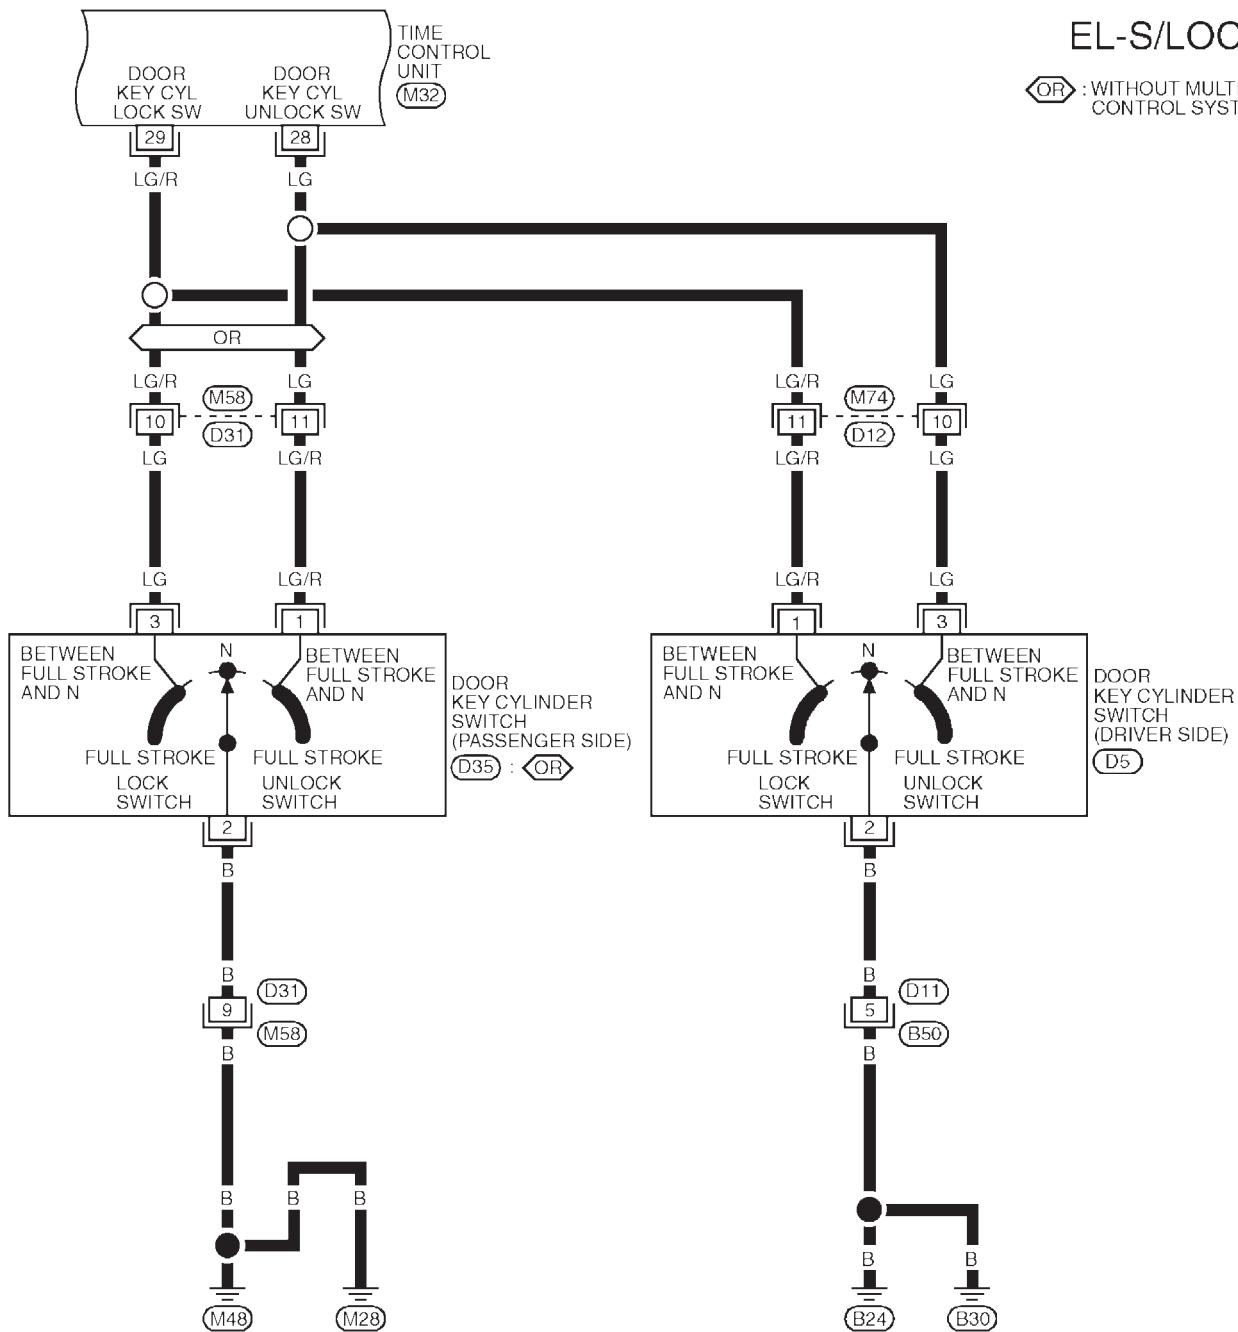 EL-S/LOC
OR : WITHOUT MULT
CONTROL SYST
TIME
CONTROL
UNIT
M32
DOOR
KEY CYL
LOCK SW
DOOR
KEY CYL
UNLOCK SW
29
28
LG/R
LG
OR
LG/R
LG
LG/R
LG
10
M58
D31
11
11
M74
D12
10
LG
LG/R
LG/R
LG
LG
LG/R
LG/R
LG
3
1
1
3
BETWEEN
FULL STROKE
AND N
N
BETWEEN
FULL STROKE
AND N
FULL STROKE
FULL STROKE
LOCK
SWITCH
UNLOCK
SWITCH
DOOR
KEY CYLINDER
SWITCH
(PASSENGER SIDE)
D35 : OR
BETWEEN
FULL STROKE
AND N
N
BETWEEN
FULL STROKE
AND N
FULL STROKE
FULL STROKE
LOCK
SWITCH
UNLOCK
SWITCH
DOOR
KEY CYLINDER
SWITCH
(DRIVER SIDE)
D5
2
2
B
B
B
B
9
D31
M58
5
D11
B50
B
B
B
B
B
B
B
M48
M28
B24
B30